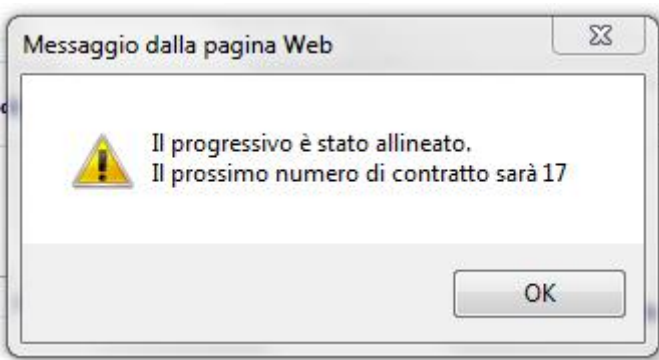 Messaggio dalla pagina Web
Il progressivo è stato allineato.
Il prossimo numero di contratto sarà 17
OK